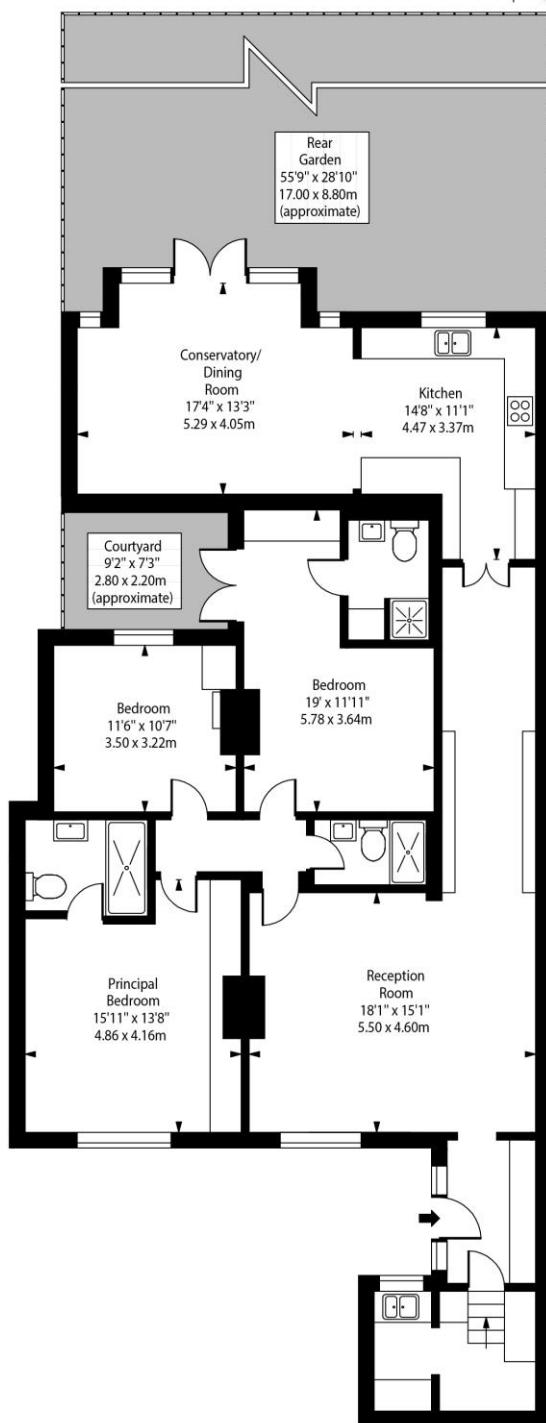 Rear
Garden
55'9" x 28'10"
17.00 x 8.80m
(approximate)
Conservatory/
Dining
Room
17'4" x 13'3"
5.29 x 4.05m
Kitchen
14'8" x 11'1"
4.47 x 3.37m
Courtyard
9'2" x 7'3"
2.80 x 2.20m
(approximate)
Bedroom
11'6" x 10'7"
3.50 x 3.22m
Bedroom
19' x 11'11"
5.78 x 3.64m
Principal
Bedroom
15'11" x 13'8"
4.86 x 4.16m
Reception
Room
18'1" x 15'1"
5.50 x 4.60m